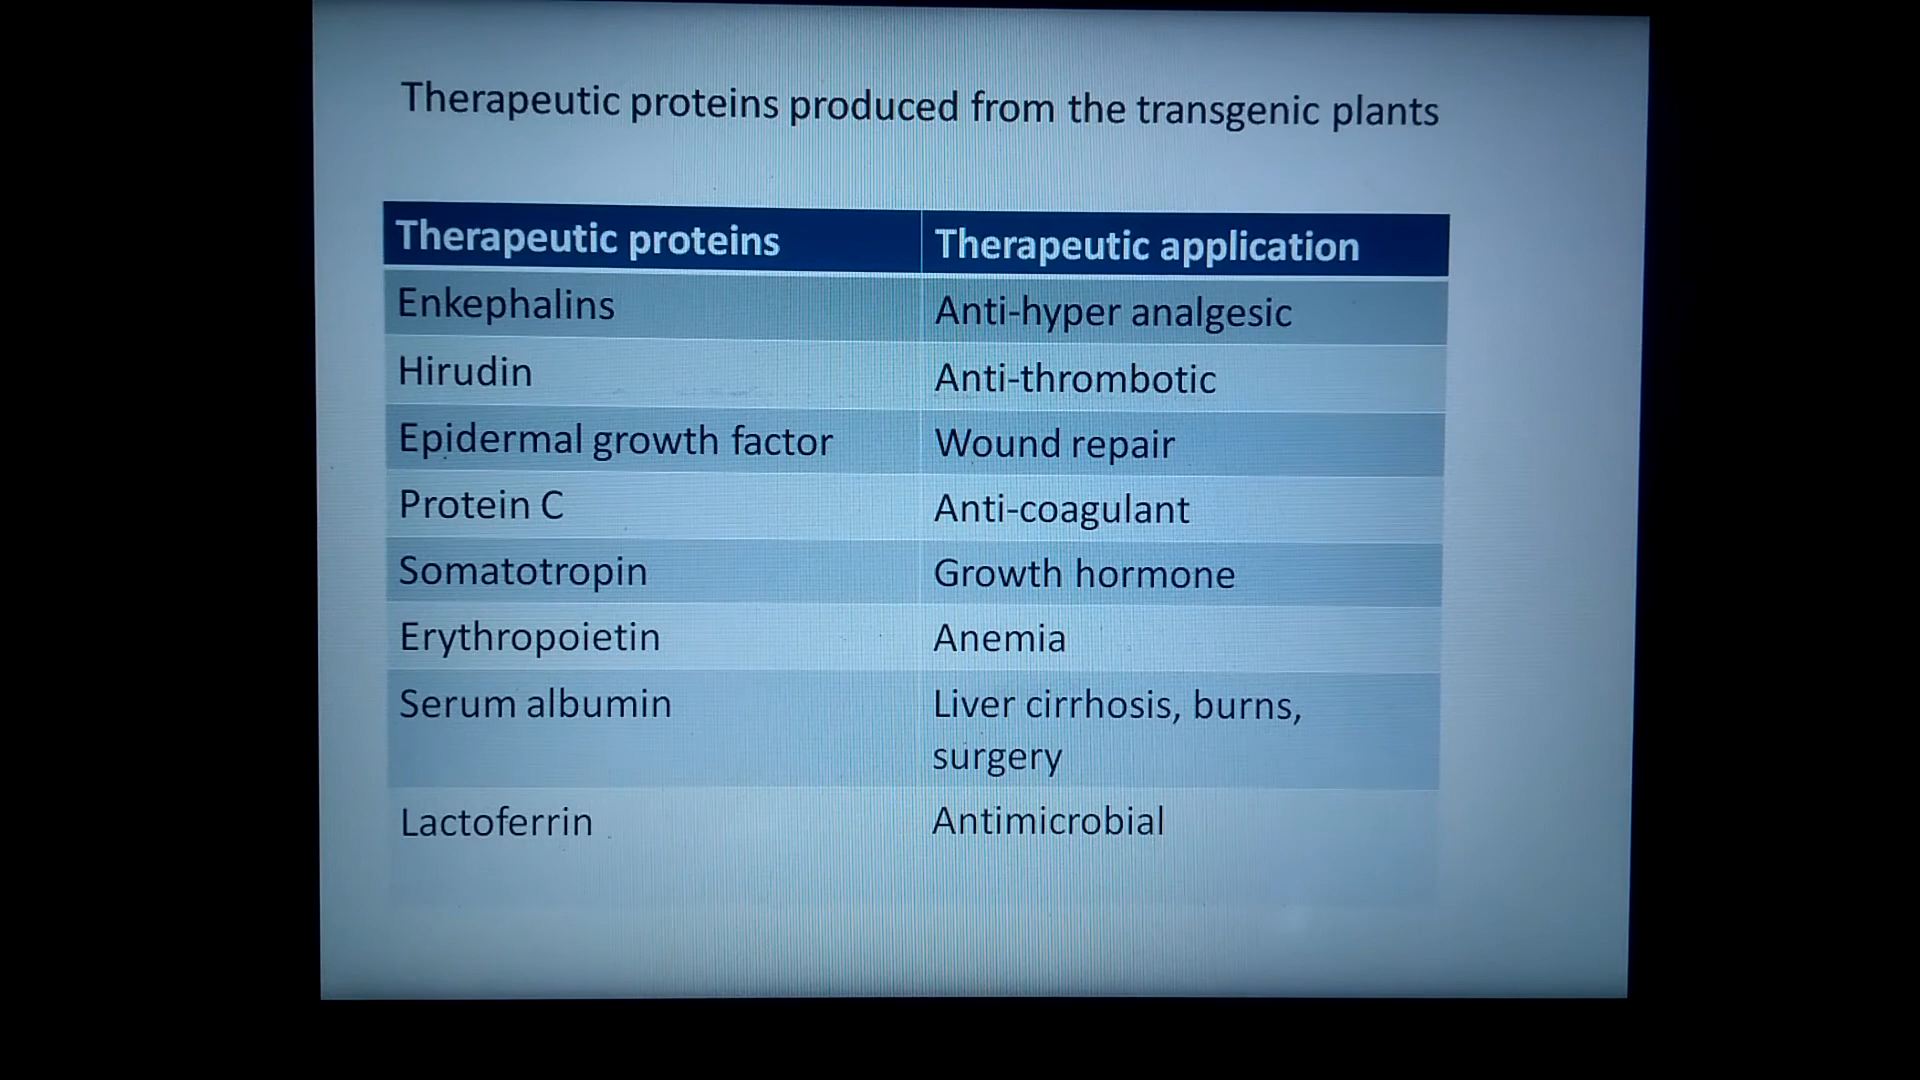 Therapeutic proteins produced from the transgenic plants
Therapeutic proteins Therapeutic application
Enkephalins Anti-hyper analgesic
Hirudin Anti-thrombotic
Epidermal growth factor Wound repair
Protein C Anti-coagulant
Somatotropin Growth hormone
Erythropoietin Anemia
Serum albumin Liver cirrhosis, burns,
surgery
Lactoferrin Antimicrobial